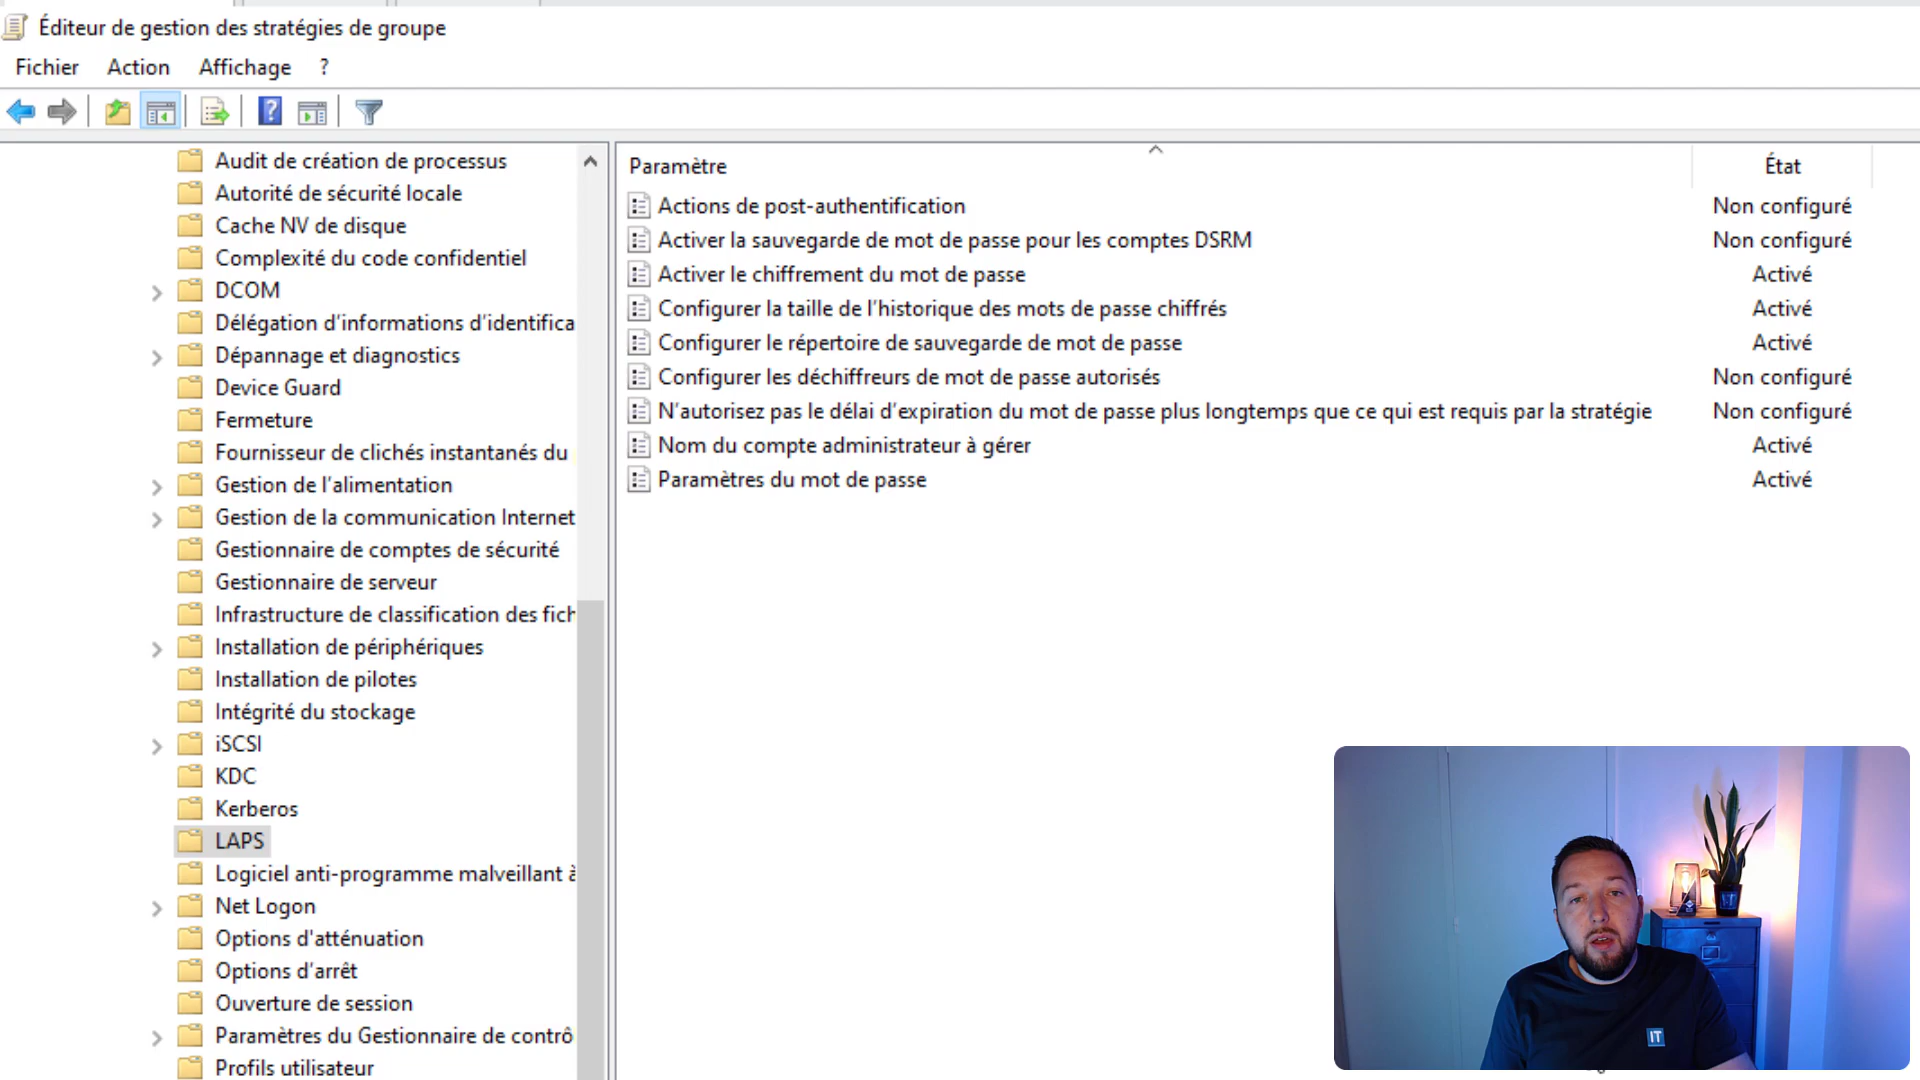 Éditeur de gestion des stratégies de groupe
Fichier Action Affichage ?
Audit de création de processus
Autorité de sécurité locale
Cache NV de disque
Complexité du code confidentiel
DCOM
Délégation d'informations d'identifica
Dépannage et diagnostics
Device Guard
Fermeture
Fournisseur de clichés instantanés du
Gestion de l'alimentation
Gestion de la communication Internet
Gestionnaire de comptes de sécurité
Gestionnaire de serveur
Infrastructure de classification des fich
Installation de périphériques
Installation de pilotes
Intégrité du stockage
iSCSI
KDC
Kerberos
LAPS
Logiciel anti-programme malveillant à
Net Logon
Options d'atténuation
Options d'arrêt
Ouverture de session
Paramètres du Gestionnaire de contrô
Profils utilisateur
Paramètre État
Actions de post-authentification Non configuré
Activer la sauvegarde de mot de passe pour les comptes DSRM Non configuré
Activer le chiffrement du mot de passe Activé
Configurer la taille de l'historique des mots de passe chiffrés Activé
Configurer le répertoire de sauvegarde de mot de passe Activé
Configurer les déchiffreurs de mot de passe autorisés Non configuré
N'autorisez pas le délai d'expiration du mot de passe plus longtemps que ce qui est requis par la stratégie Non configuré
Nom du compte administrateur à gérer Activé
Paramètres du mot de passe Activé
IT